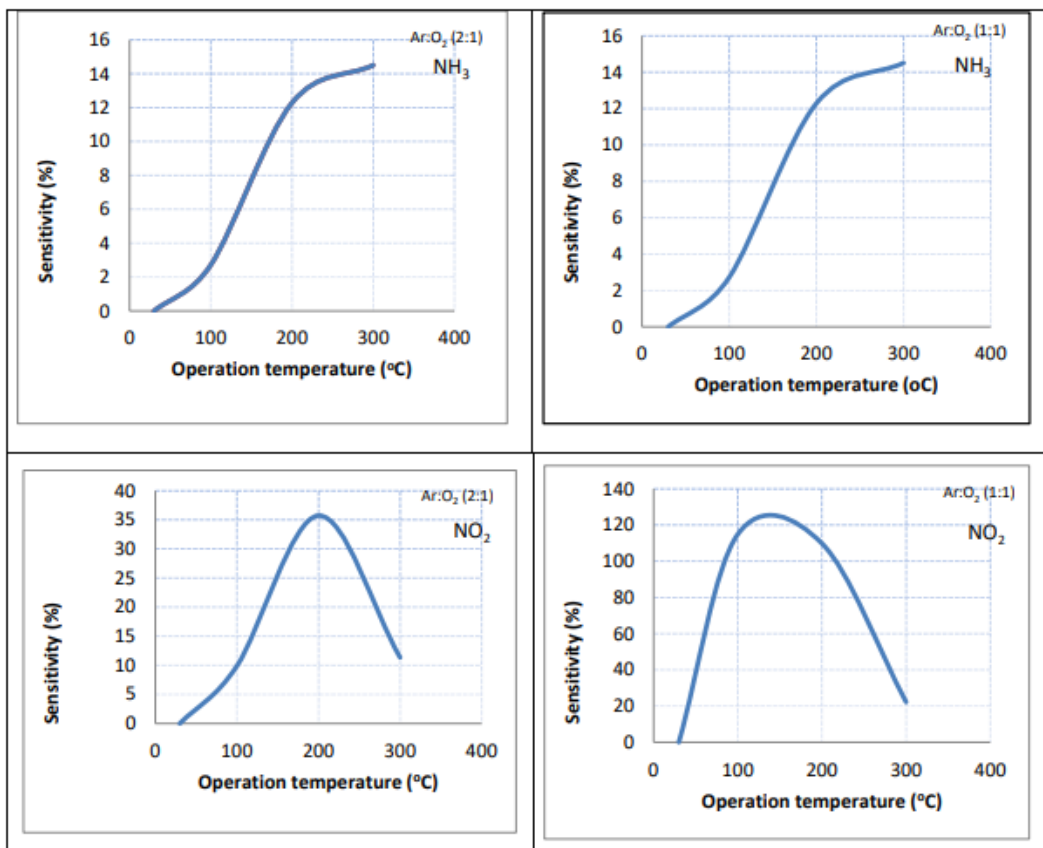 Ar:O₂ (2:1)
NH₃
Sensitivity (%)
16
14
12
10
8
6
4
2
0
0 100 200 300 400
Operation temperature (ºC)
Ar:O₂ (1:1)
NH₃
Sensitivity (%)
16
14
12
10
8
6
4
2
0
0 100 200 300 400
Operation temperature (oC)
Ar:O₂ (2:1)
NO₂
Sensitivity (%)
40
35
30
25
20
15
10
5
0
0 100 200 300 400
Operation temperature (ºC)
Ar:O₂ (1:1)
NO₂
Sensitivity (%)
140
120
100
80
60
40
20
0
0 100 200 300 400
Operation temperature (ºC)